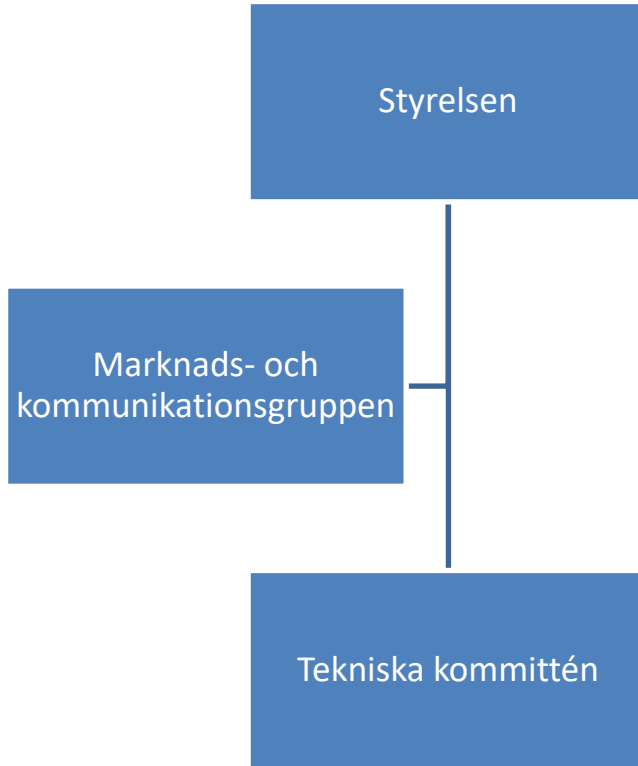 Styrelsen
Marknads- och
kommunikationsgruppen
Tekniska kommittén